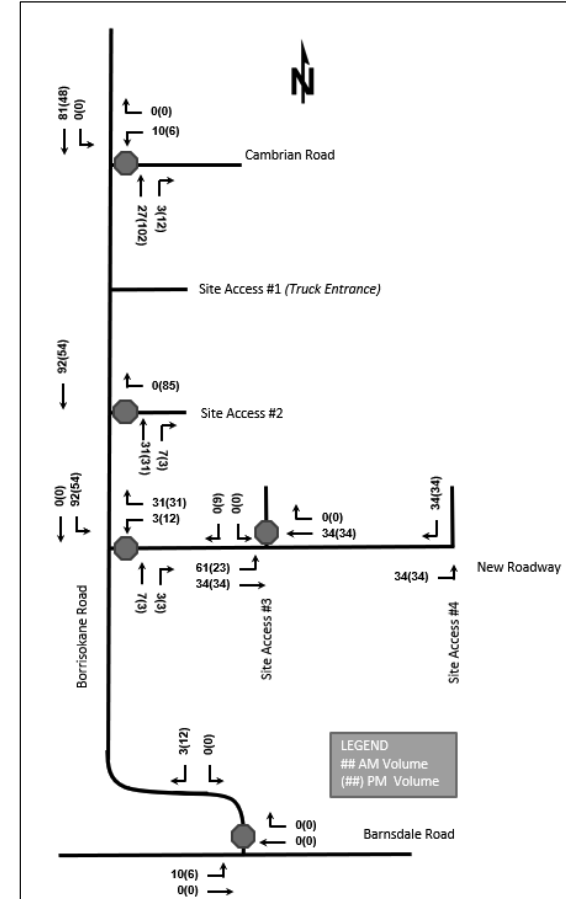 N
81(48)
0(0)
0(0)
10(6)
Cambrian Road
27(102)
3(12)
Site Access #1 (Truck Entrance)
92(54)
0(85)
Site Access #2
31(31)
7(3)
0(0)
92(54)
31(31)
3(12)
0(9)
0(0)
0(0)
34(34)
34(34)
7(3)
3(3)
61(23)
34(34)
34(34)
New Roadway
Borrisokane Road
Site Access #3
Site Access #4
3(12)
0(0)
LEGEND
## AM Volume
(##) PM Volume
0(0)
0(0)
Barnsdale Road
10(6)
0(0)